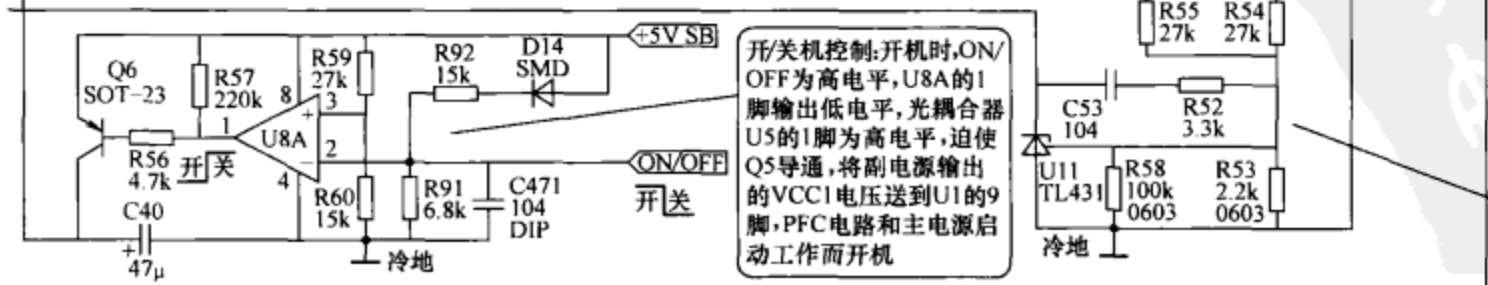 R55
27k
R54
27k
+5V SB
D14
SMD
R92
15k
R59
27k
Q6
SOT-23
R57
220k
8
3
+
1
U8A
2
-
4
R56
4.7k
开 关
R60
15k
R91
6.8k
C471
104
DIP
ON/OFF
开 关
C40
+
47μ
冷地
开/关机控制:开机时,ON/
OFF为高电平,U8A的1
脚输出低电平,光耦合器
U5的1脚为高电平,迫使
Q5导通,将副电源输出
的VCC1电压送到U1的9
脚,PFC电路和主电源启
动工作而开机
C53
104
R52
3.3k
U11
TL431
R58
100k
0603
R53
2.2k
0603
冷地